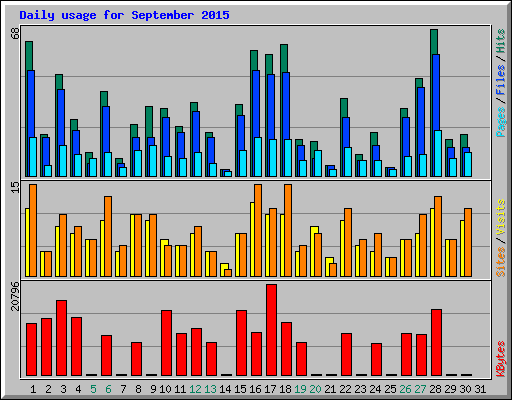 Daily usage for September 2015
68
Pages / Files / Hits
15
Sites / Visits
20796
KBytes
1 2 3 4 5 6 7 8 9 10 11 12 13 14 15 16 17 18 19 20 21 22 23 24 25 26 27 28 29 30 31